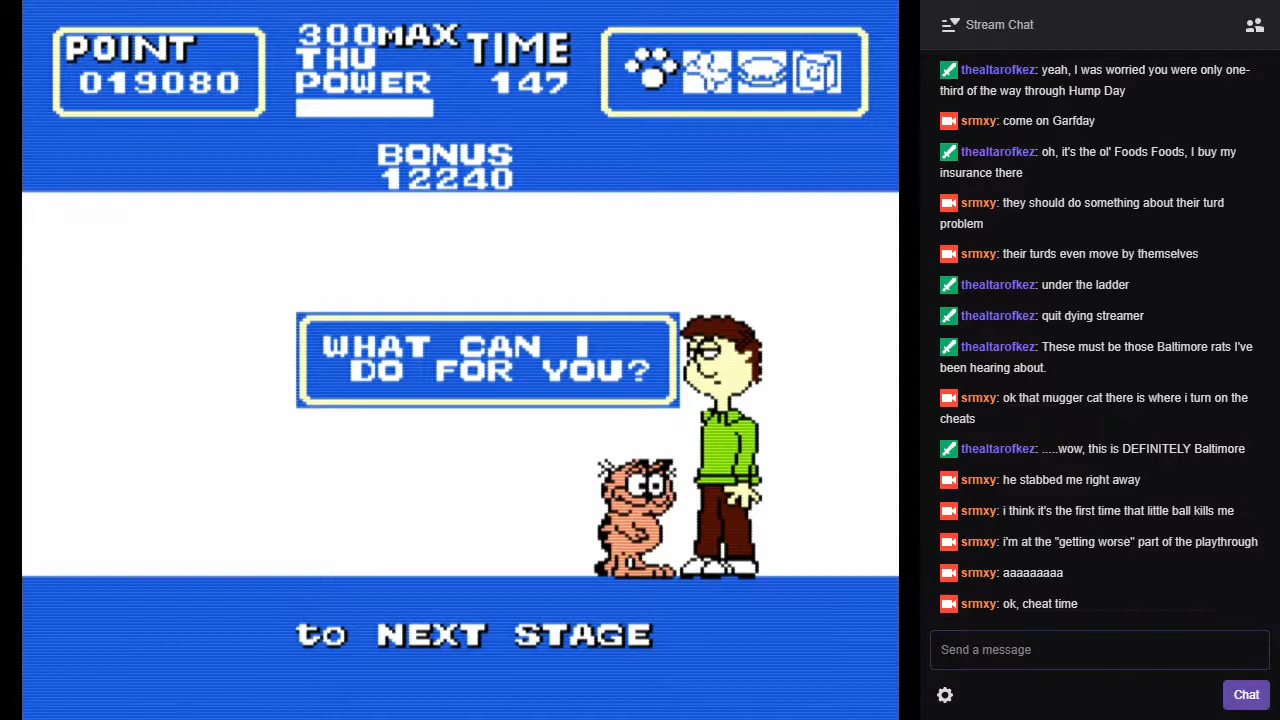 POINT
019080
300MAX
THU
POWER
TIME
147
BONUS
12240
WHAT CAN I
DO FOR YOU?
to NEXT STAGE
Stream Chat
thealtarofkez: yeah, I was worried you were only one-
third of the way through Hump Day
srmxy: come on Garfday
thealtarofkez: oh, it's the ol' Foods Foods, I buy my
insurance there
srmxy: they should do something about their turd
problem
srmxy: their turds even move by themselves
thealtarofkez: under the ladder
thealtarofkez: quit dying streamer
thealtarofkez: These must be those Baltimore rats I've
been hearing about.
srmxy: ok that mugger cat there is where i turn on the
cheats
thealtarofkez: .....wow, this is DEFINITELY Baltimore
srmxy: he stabbed me right away
srmxy: i think it's the first time that little ball kills me
srmxy: i'm at the "getting worse" part of the playthrough
srmxy: aaaaaaaaa
srmxy: ok, cheat time
Send a message
Chat